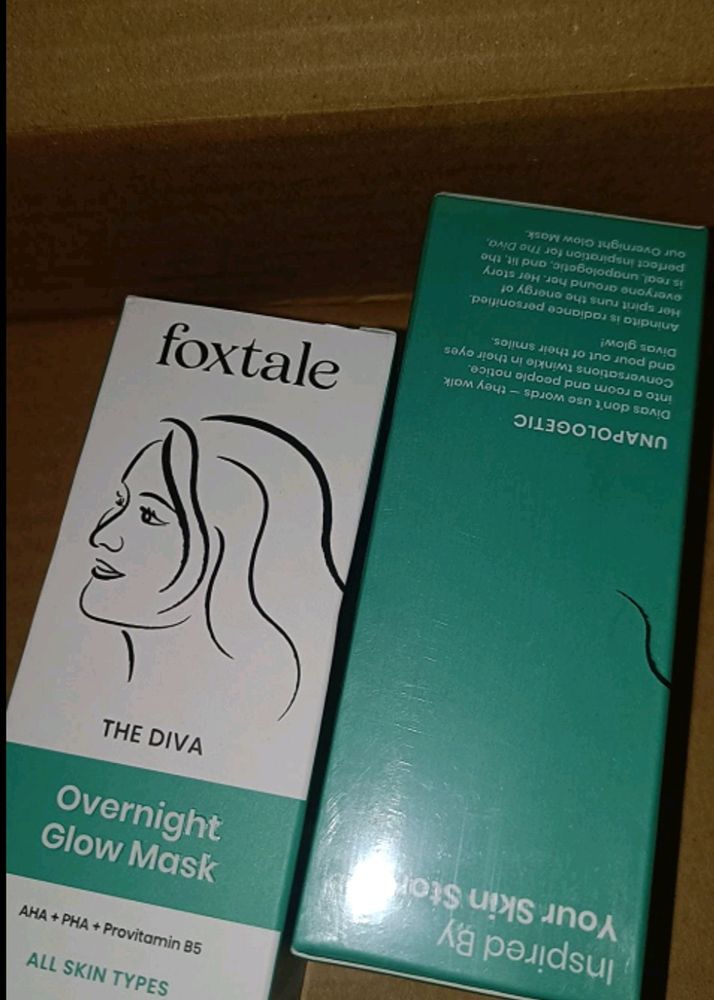 foxtale
THE DIVA
Overnight
Glow Mask
AHA + PHA + Provitamin B5
ALL SKIN TYPES
Inspired By
Your Skin
UNAPOLOGETIC
Divas don't use words – they walk
into a room and people notice.
Conversations twinkle in their eyes
and pour out of their smiles.
Divas glow!
Anindita is radiance personified.
Her spirit runs the energy of
everyone around her. Her story
is real, unapologetic, and lit, the
perfect inspiration for The Diva,
our Overnight Glow Mask.